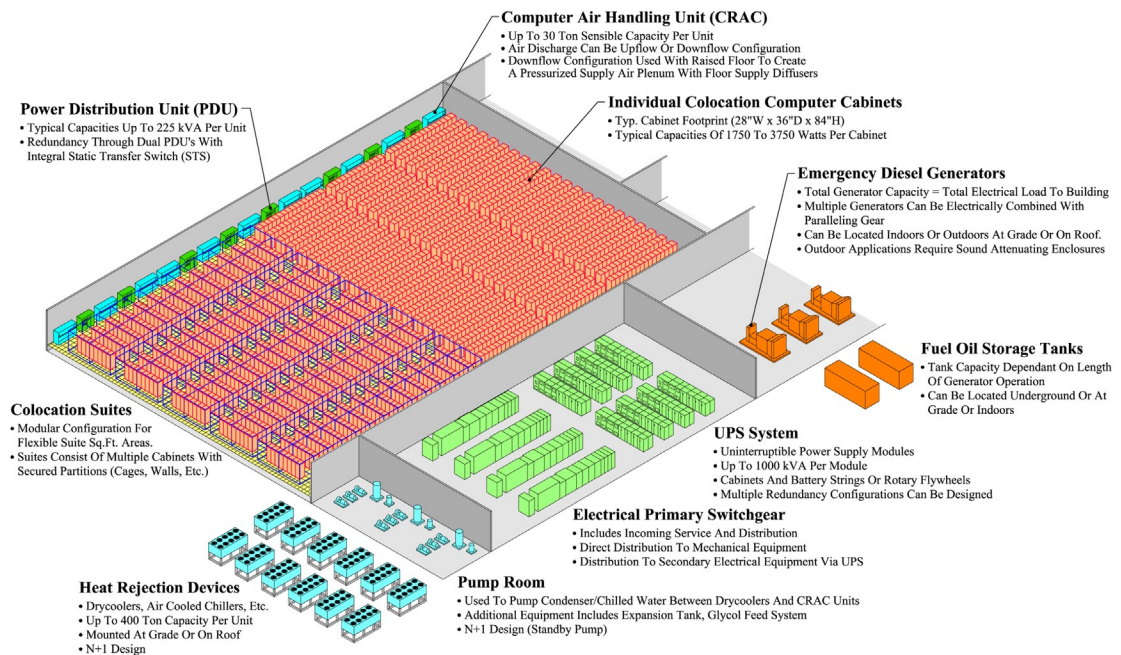 Computer Air Handling Unit (CRAC)
• Up To 30 Ton Sensible Capacity Per Unit
• Air Discharge Can Be Upflow Or Downflow Configuration
• Downflow Configuration Used With Raised Floor To Create
A Pressurized Supply Air Plenum With Floor Supply Diffusers
Power Distribution Unit (PDU)
• Typical Capacities Up To 225 kVA Per Unit
• Redundancy Through Dual PDU's With
Integral Static Transfer Switch (STS)
Individual Colocation Computer Cabinets
• Typ. Cabinet Footprint (28"W x 36"D x 84"H)
• Typical Capacities Of 1750 To 3750 Watts Per Cabinet
Emergency Diesel Generators
• Total Generator Capacity = Total Electrical Load To Building
• Multiple Generators Can Be Electrically Combined With
Paralleling Gear
• Can Be Located Indoors Or Outdoors At Grade Or On Roof.
• Outdoor Applications Require Sound Attenuating Enclosures
Fuel Oil Storage Tanks
• Tank Capacity Dependant On Length
Of Generator Operation
• Can Be Located Underground Or At
Grade Or Indoors
Colocation Suites
• Modular Configuration For
Flexible Suite Sq.Ft. Areas.
• Suites Consist Of Multiple Cabinets With
Secured Partitions (Cages, Walls, Etc.)
UPS System
• Uninterruptible Power Supply Modules
• Up To 1000 kVA Per Module
• Cabinets And Battery Strings Or Rotary Flywheels
• Multiple Redundancy Configurations Can Be Designed
Electrical Primary Switchgear
• Includes Incoming Service And Distribution
• Direct Distribution To Mechanical Equipment
• Distribution To Secondary Electrical Equipment Via UPS
Pump Room
• Used To Pump Condenser/Chilled Water Between Drycoolers And CRAC Units
• Additional Equipment Includes Expansion Tank, Glycol Feed System
• N+1 Design (Standby Pump)
Heat Rejection Devices
• Drycoolers, Air Cooled Chillers, Etc.
• Up To 400 Ton Capacity Per Unit
• Mounted At Grade Or On Roof
• N+1 Design